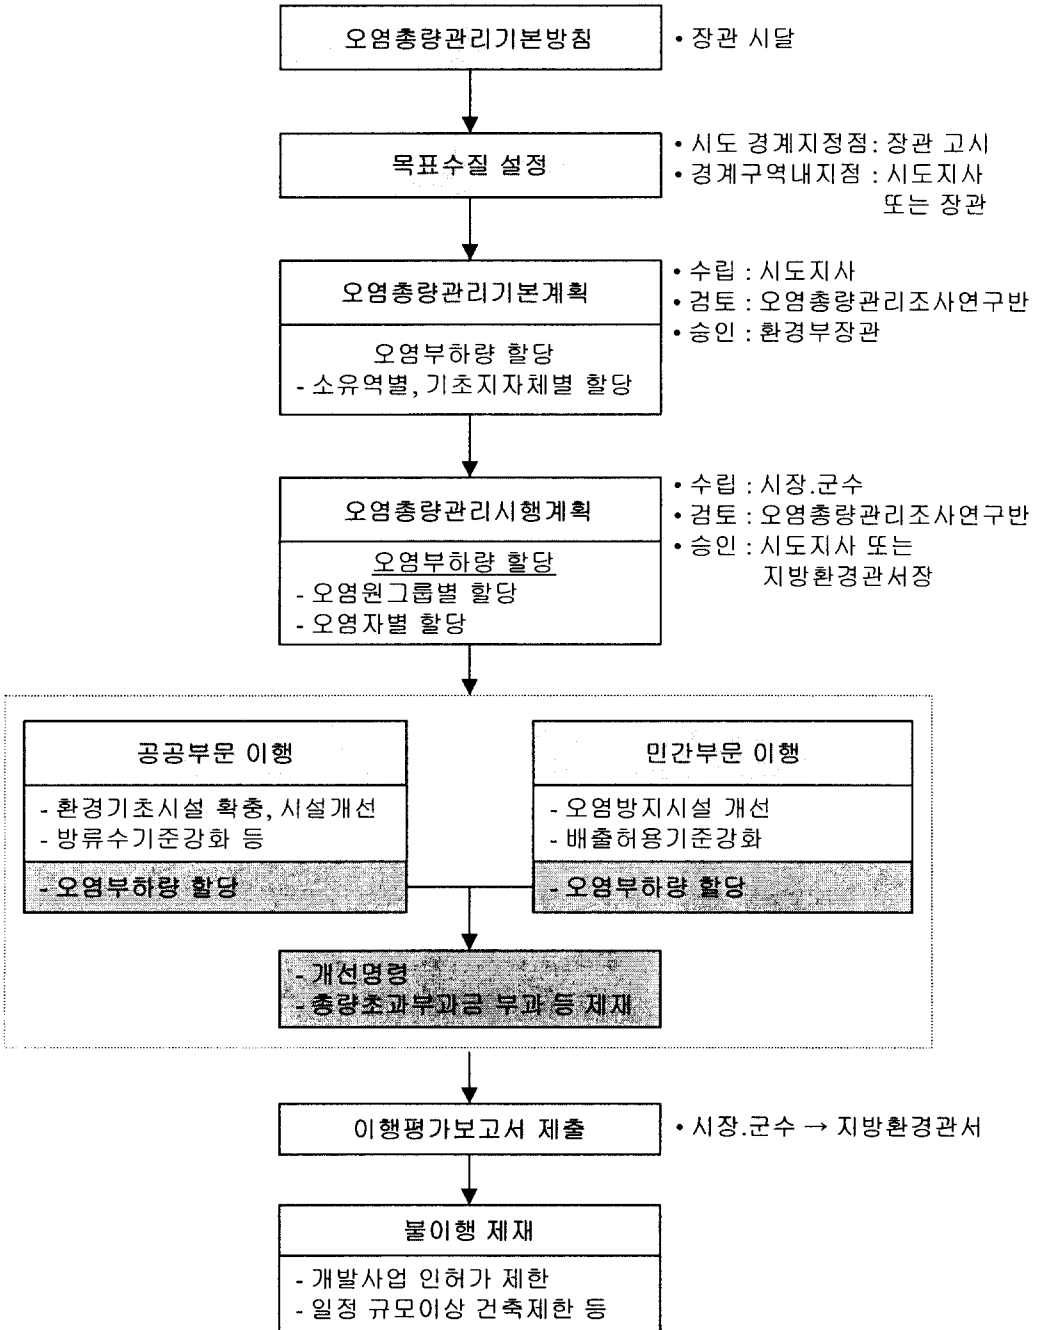 오염총량관리기본방침
• 장관 시달
목표수질 설정
• 시도 경계지정점: 장관 고시
• 경계구역내지점 : 시도지사
또는 장관
오염총량관리기본계획
오염부하량 할당
- 소유역별, 기초지자체별 할당
• 수립 : 시도지사
• 검토 : 오염총량관리조사연구반
• 승인 : 환경부장관
오염총량관리시행계획
오염부하량 할당
- 오염원그룹별 할당
- 오영자별 할당
• 수립 : 시장.군수
• 검토 : 오염총량관리조사연구반
• 승인 : 시도지사 또는
지방환경관서장
공공부문 이행
- 환경기초시설 확충, 시설개선
- 방류수기준강화 등
- 오염부하량 할당
민간부문 이행
- 오염방지시설 개선
- 배출허용기준강화
- 오염부하량 할당
- 개선명령
- 총량초과부과금 부과 등 제재
이행평가보고서 제출
• 시장.군수 → 지방환경관서
불이행 제재
- 개발사업 인허가 제한
- 일정 규모이상 건축제한 등